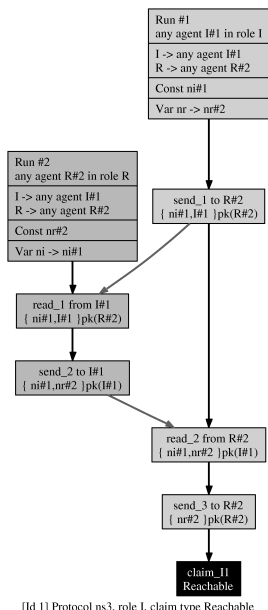 Run #1
any agent I#1 in role I
I -> any agent I#1
R -> any agent R#2
Const ni#1
Var nr -> nr#2
Run #2
any agent R#2 in role R
I -> any agent I#1
R -> any agent R#2
Const nr#2
Var ni -> ni#1
send_1 to R#2
{ ni#1,I#1 }pk(R#2)
read_1 from I#1
{ ni#1,I#1 }pk(R#2)
send_2 to I#1
{ ni#1,nr#2 }pk(I#1)
read_2 from R#2
{ ni#1,nr#2 }pk(I#1)
send_3 to R#2
{ nr#2 }pk(R#2)
claim_I1
Reachable
[Id 1] Protocol ns3, role I, claim type Reachable